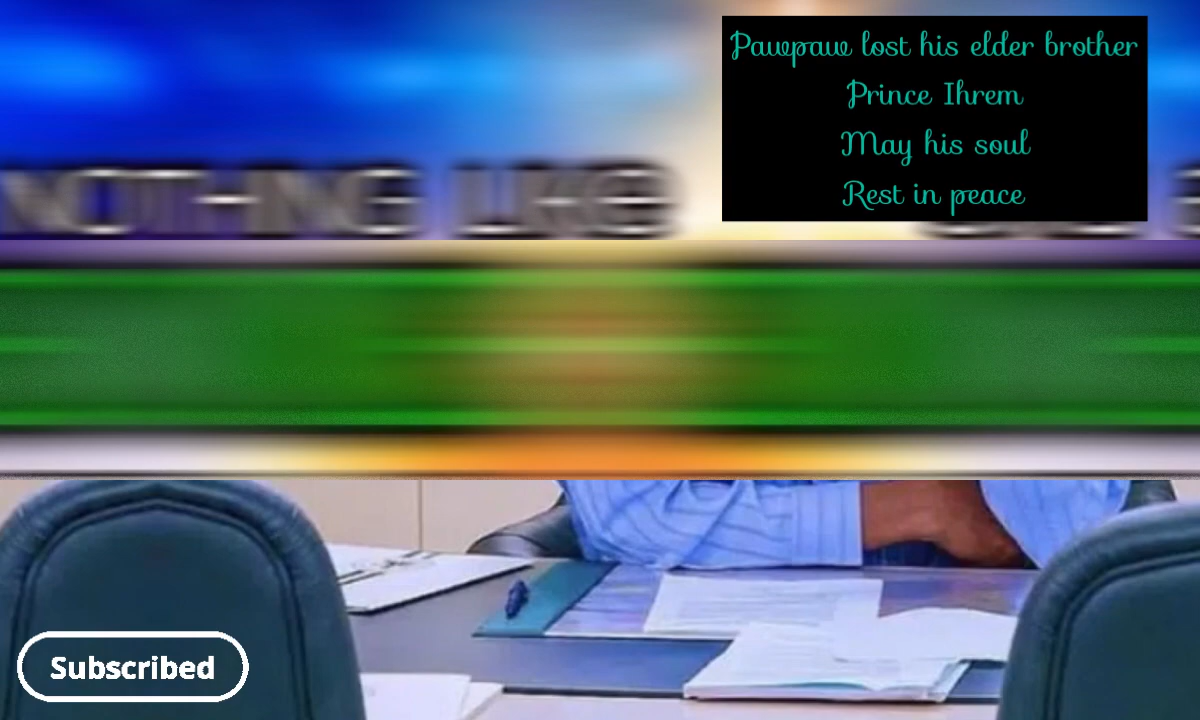 Pawpaw lost his elder brother
Prince Ihrem
May his soul
Rest in peace
NOTHING LIKE
Subscribed